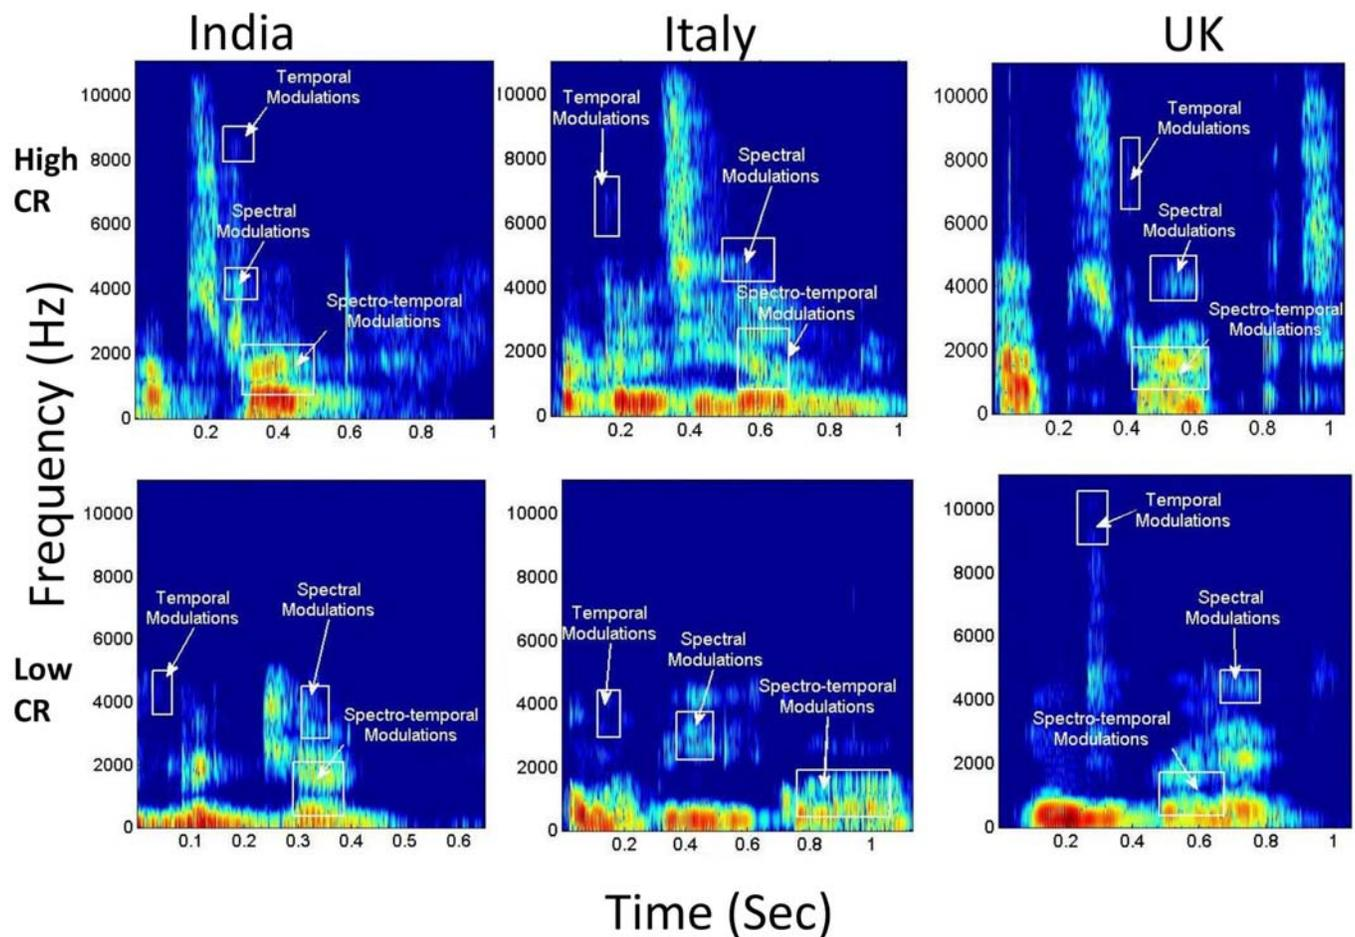 India
Italy
UK
High
CR
Low
CR
Frequency (Hz)
10000
8000
6000
4000
2000
0
0.2
0.4
0.6
0.8
1
Temporal
Modulations
Spectral
Modulations
Spectro-temporal
Modulations
10000
8000
6000
4000
2000
0
0.2
0.4
0.6
0.8
1
Temporal
Modulations
Spectral
Modulations
Spectro-temporal
Modulations
10000
8000
6000
4000
2000
0
0.2
0.4
0.6
0.8
1
Temporal
Modulations
Spectral
Modulations
Spectro-temporal
Modulations
10000
8000
6000
4000
2000
0
0.1
0.2
0.3
0.4
0.5
0.6
Temporal
Modulations
Spectral
Modulations
Spectro-temporal
Modulations
10000
8000
6000
4000
2000
0
0.2
0.4
0.6
0.8
1
Temporal
Modulations
Spectral
Modulations
Spectro-temporal
Modulations
10000
8000
6000
4000
2000
0
0.2
0.4
0.6
0.8
1
Temporal
Modulations
Spectral
Modulations
Spectro-temporal
Modulations
Time (Sec)